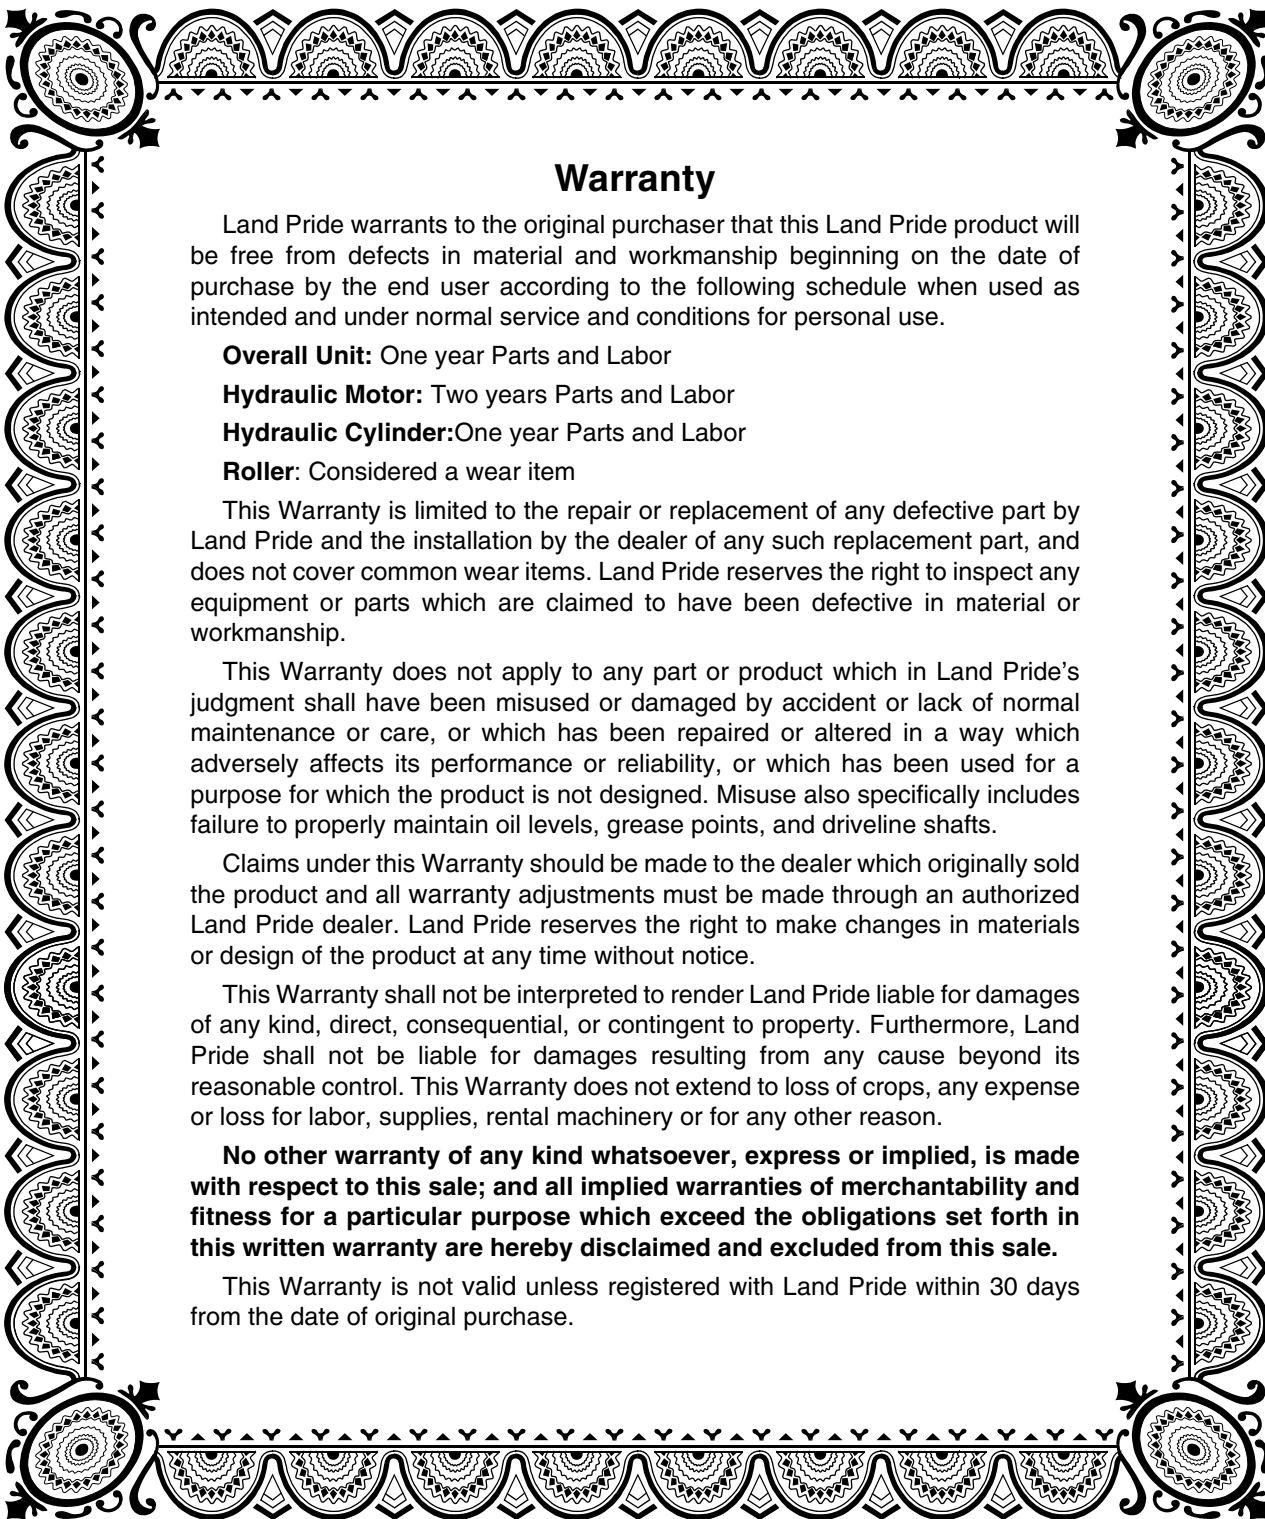 Warranty
Land Pride warrants to the original purchaser that this Land Pride product will
be free from defects in material and workmanship beginning on the date of
purchase by the end user according to the following schedule when used as
intended and under normal service and conditions for personal use.
Overall Unit: One year Parts and Labor
Hydraulic Motor: Two years Parts and Labor
Hydraulic Cylinder:One year Parts and Labor
Roller: Considered a wear item
This Warranty is limited to the repair or replacement of any defective part by
Land Pride and the installation by the dealer of any such replacement part, and
does not cover common wear items. Land Pride reserves the right to inspect any
equipment or parts which are claimed to have been defective in material or
workmanship.
This Warranty does not apply to any part or product which in Land Pride’s
judgment shall have been misused or damaged by accident or lack of normal
maintenance or care, or which has been repaired or altered in a way which
adversely affects its performance or reliability, or which has been used for a
purpose for which the product is not designed. Misuse also specifically includes
failure to properly maintain oil levels, grease points, and driveline shafts.
Claims under this Warranty should be made to the dealer which originally sold
the product and all warranty adjustments must be made through an authorized
Land Pride dealer. Land Pride reserves the right to make changes in materials
or design of the product at any time without notice.
This Warranty shall not be interpreted to render Land Pride liable for damages
of any kind, direct, consequential, or contingent to property. Furthermore, Land
Pride shall not be liable for damages resulting from any cause beyond its
reasonable control. This Warranty does not extend to loss of crops, any expense
or loss for labor, supplies, rental machinery or for any other reason.
No other warranty of any kind whatsoever, express or implied, is made
with respect to this sale; and all implied warranties of merchantability and
fitness for a particular purpose which exceed the obligations set forth in
this written warranty are hereby disclaimed and excluded from this sale.
This Warranty is not valid unless registered with Land Pride within 30 days
from the date of original purchase.